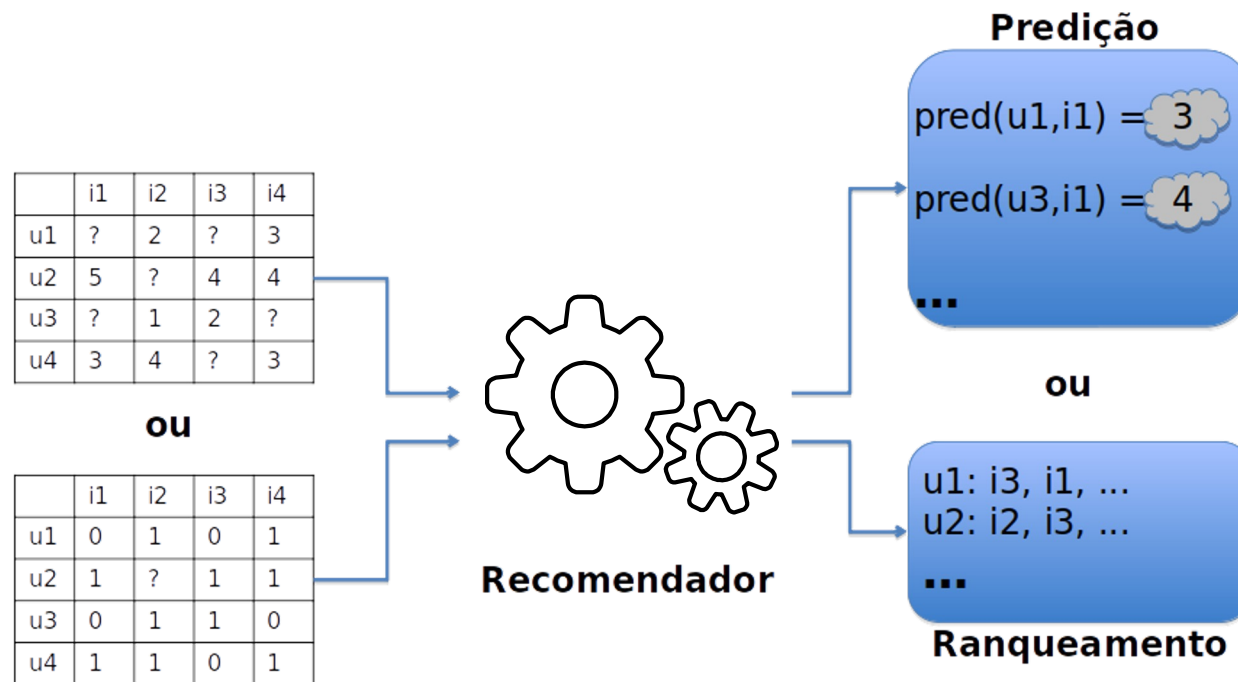 i1 i2 i3 i4
u1 ? 2 ? 3
u2 5 ? 4 4
u3 ? 1 2 ?
u4 3 4 ? 3
ou
i1 i2 i3 i4
u1 0 1 0 1
u2 1 ? 1 1
u3 0 1 1 0
u4 1 1 0 1
Recomendador
Predição
pred(u1,i1) = 3
pred(u3,i1) = 4
...
ou
u1: i3, i1, ...
u2: i2, i3, ...
...
Ranqueamento